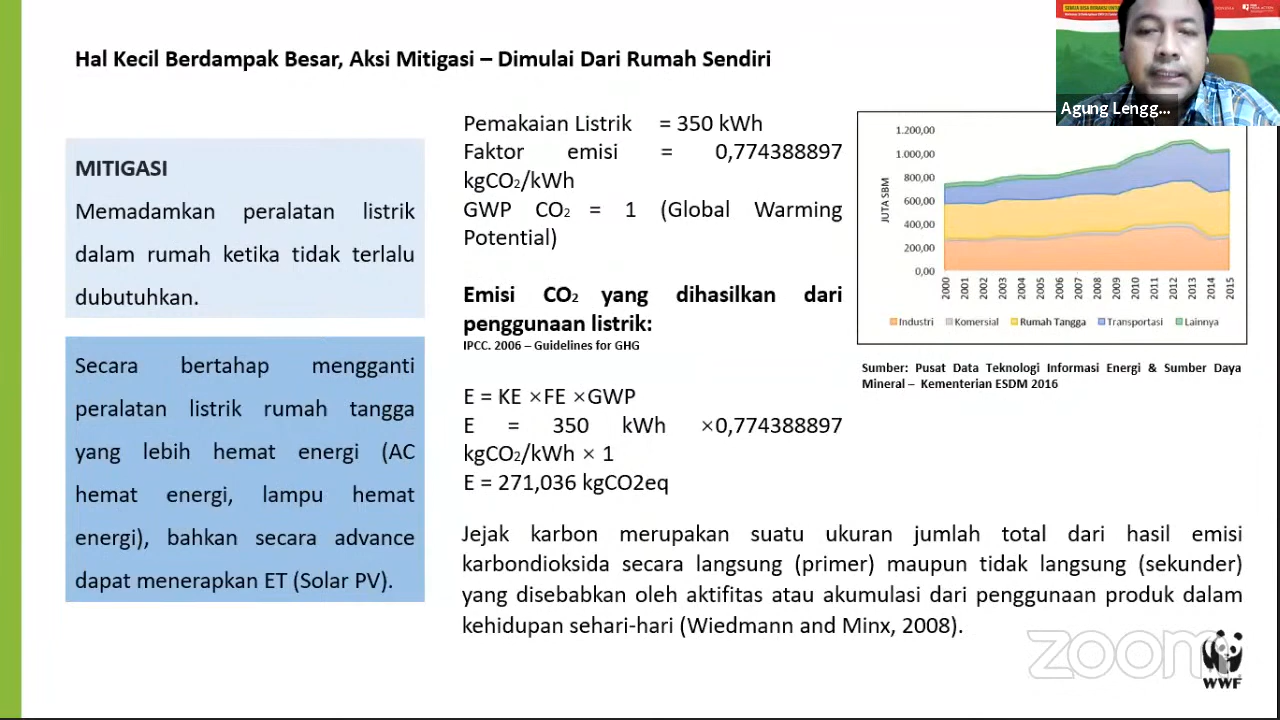 Hal Kecil Berdampak Besar, Aksi Mitigasi – Dimulai Dari Rumah Sendiri
MITIGASI
Memadamkan peralatan listrik
dalam rumah ketika tidak terlalu
dubutuhkan.
Secara bertahap mengganti
peralatan listrik rumah tangga
yang lebih hemat energi (AC
hemat energi, lampu hemat
energi), bahkan secara advance
dapat menerapkan ET (Solar PV).
Pemakaian Listrik = 350 kWh
Faktor emisi = 0,774388897
kgCO₂/kWh
GWP CO₂ = 1 (Global Warming
Potential)
Emisi CO₂ yang dihasilkan dari
penggunaan listrik:
IPCC. 2006 – Guidelines for GHG
E = KE ×FE ×GWP
E = 350 kWh ×0,774388897
kgCO₂/kWh × 1
E = 271,036 kgCO2eq
Jejak karbon merupakan suatu ukuran jumlah total dari hasil emisi
karbondioksida secara langsung (primer) maupun tidak langsung (sekunder)
yang disebabkan oleh aktifitas atau akumulasi dari penggunaan produk dalam
kehidupan sehari-hari (Wiedmann and Minx, 2008).
Agung Lengg...
JUTA SBM
1.200,00
1.000,00
800,00
600,00
400,00
200,00
0,00
2000 2001 2002 2003 2004 2005 2006 2007 2008 2009 2010 2011 2012 2013 2014 2015
Industri Komersial Rumah Tangga Transportasi Lainnya
Sumber: Pusat Data Teknologi Informasi Energi & Sumber Daya
Mineral – Kementerian ESDM 2016
zoom
WWF